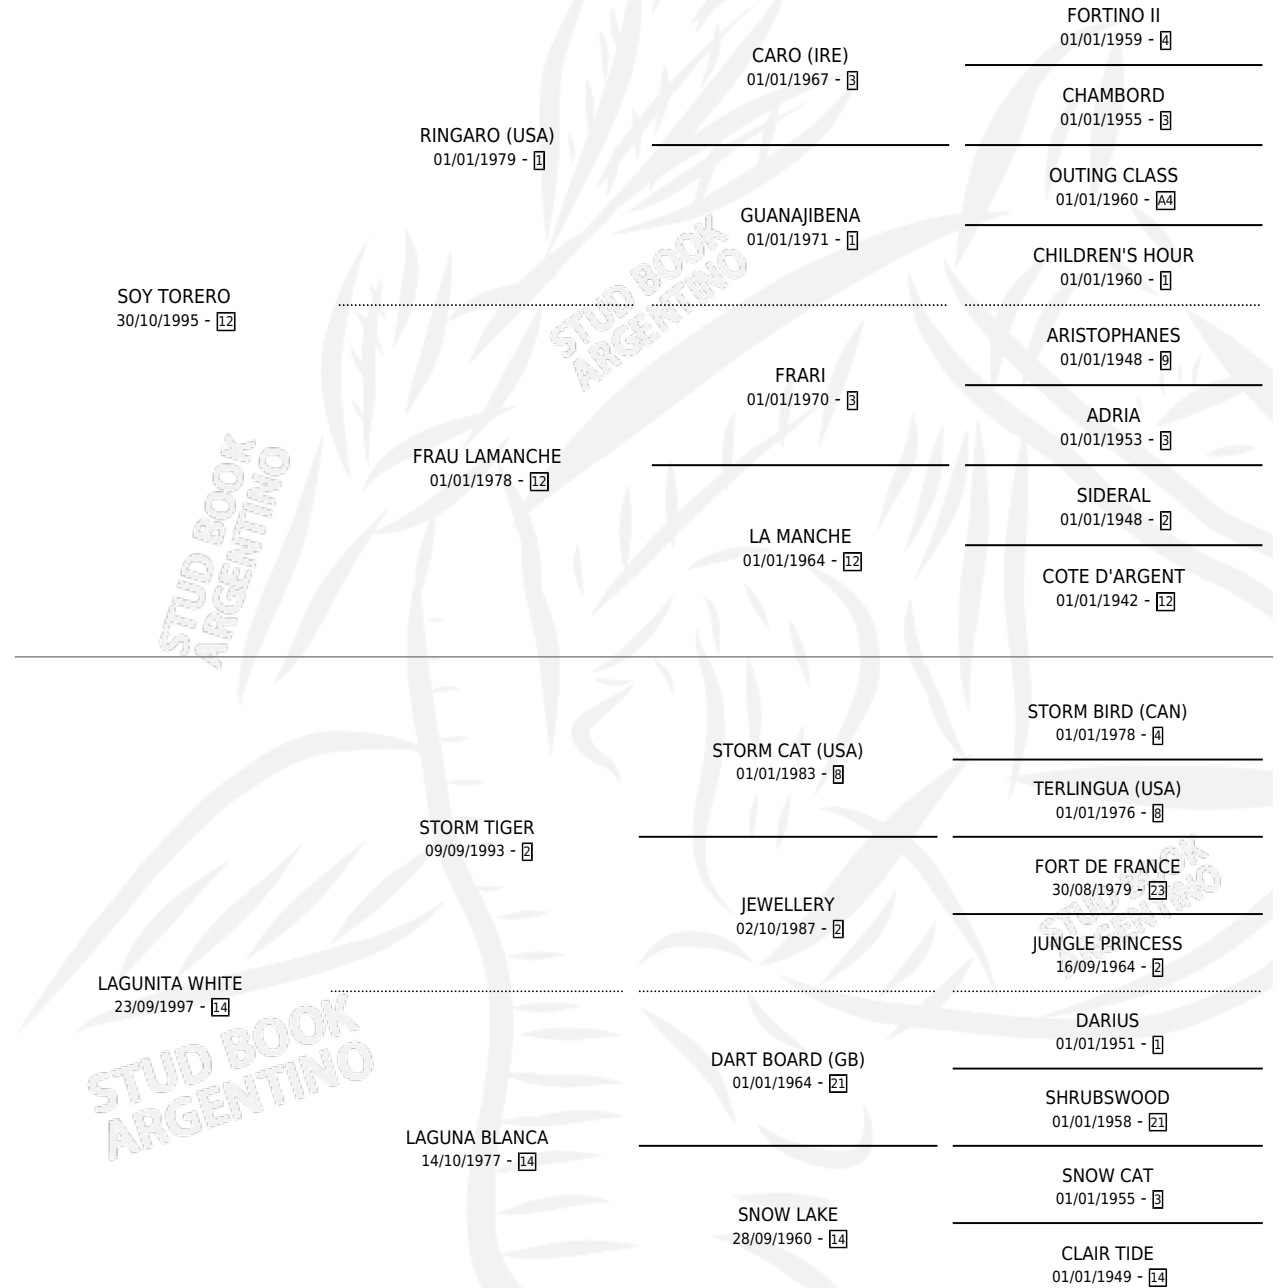 FORTINO II
01/01/1959 - 4
CARO (IRE)
01/01/1967 - 3
CHAMBORD
01/01/1955 - 3
RINGARO (USA)
01/01/1979 - 1
OUTING CLASS
01/01/1960 - A4
GUANAJIBENA
01/01/1971 - 1
CHILDREN'S HOUR
01/01/1960 - 1
SOY TORERO
30/10/1995 - 12
ARISTOPHANES
01/01/1948 - 9
FRARI
01/01/1970 - 3
ADRIA
01/01/1953 - 3
FRAU LAMANCHE
01/01/1978 - 12
SIDERAL
01/01/1948 - 2
LA MANCHE
01/01/1964 - 12
COTE D'ARGENT
01/01/1942 - 12
STORM BIRD (CAN)
01/01/1978 - 4
STORM CAT (USA)
01/01/1983 - 8
TERLINGUA (USA)
01/01/1976 - 8
STORM TIGER
09/09/1993 - 2
FORT DE FRANCE
30/08/1979 - 23
JEWELLERY
02/10/1987 - 2
JUNGLE PRINCESS
16/09/1964 - 2
LAGUNITA WHITE
23/09/1997 - 14
DARIUS
01/01/1951 - 1
DART BOARD (GB)
01/01/1964 - 21
SHRUBSWOOD
01/01/1958 - 21
LAGUNA BLANCA
14/10/1977 - 14
SNOW CAT
01/01/1955 - 3
SNOW LAKE
28/09/1960 - 14
CLAIR TIDE
01/01/1949 - 14
STUD BOOK
ARGENTINO
STUD BOOK
ARGENTINO
STUD BOOK
ARGENTINO
STUD BOOK
ARGENTINO